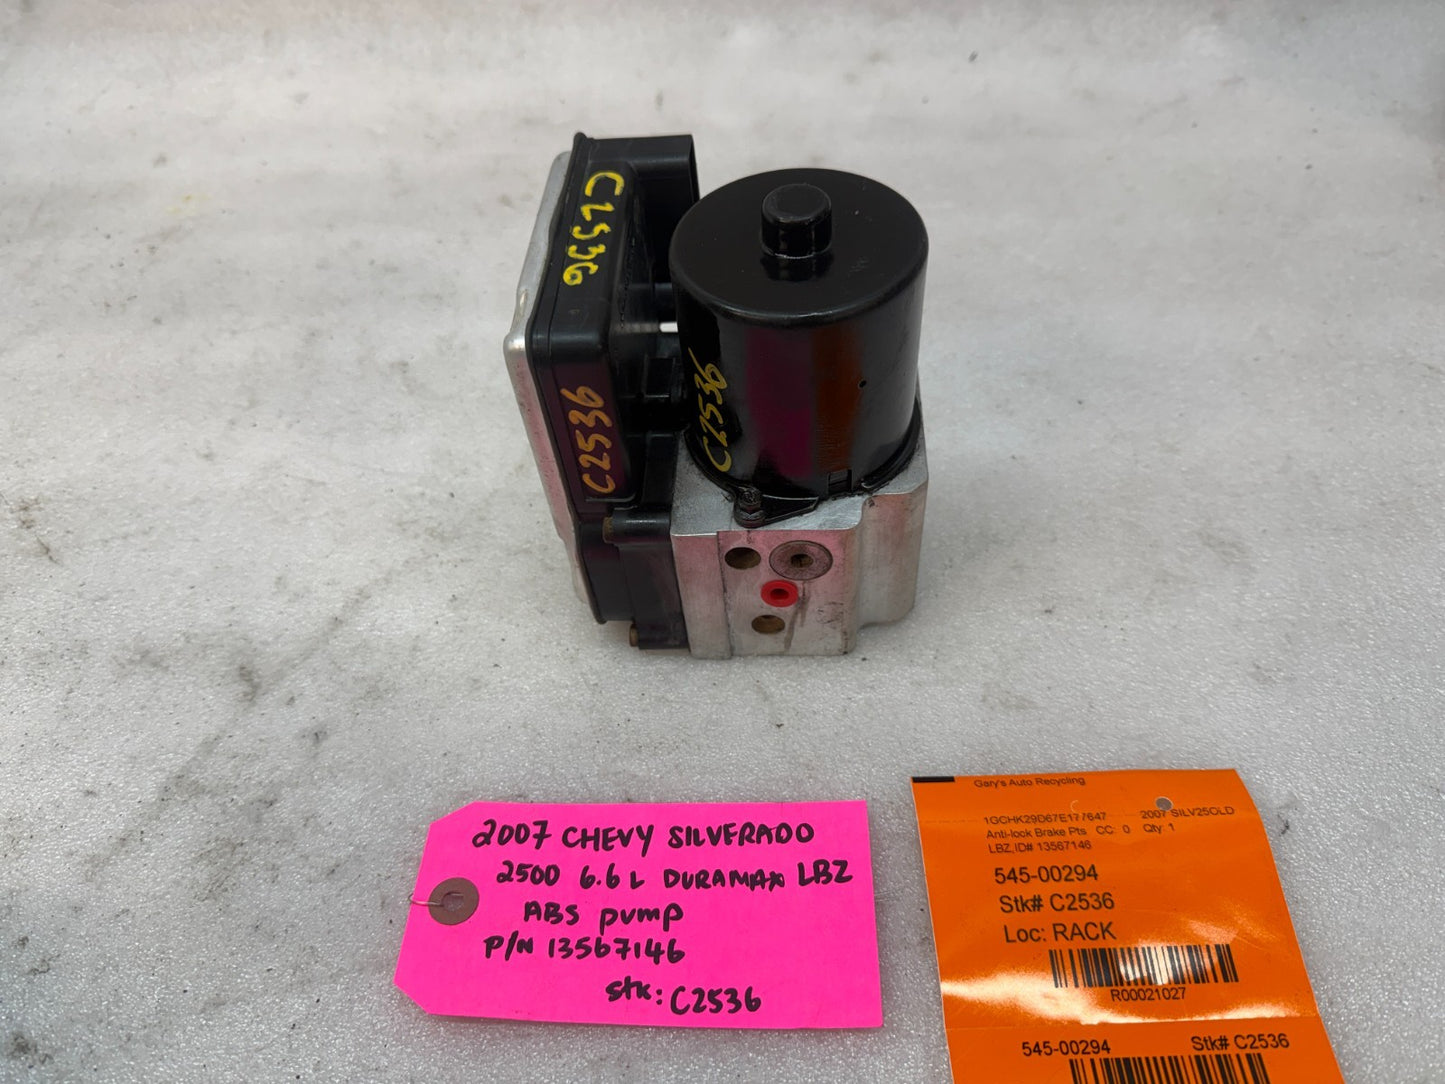 C2536
C2536
C2536
2007 CHEVY SILVERADO
2500 6.6L DURAMAX LBZ
ABS pump
P/N 13567146
stk: C2536
Gary's Auto Recycling
1GCHK29D67E177647 2007 SILV25OLD
Anti-lock Brake Pts CC: 0 Qty: 1
LBZ,ID# 13567146
545-00294
Stk# C2536
Loc: RACK
R00021027
545-00294 Stk# C2536